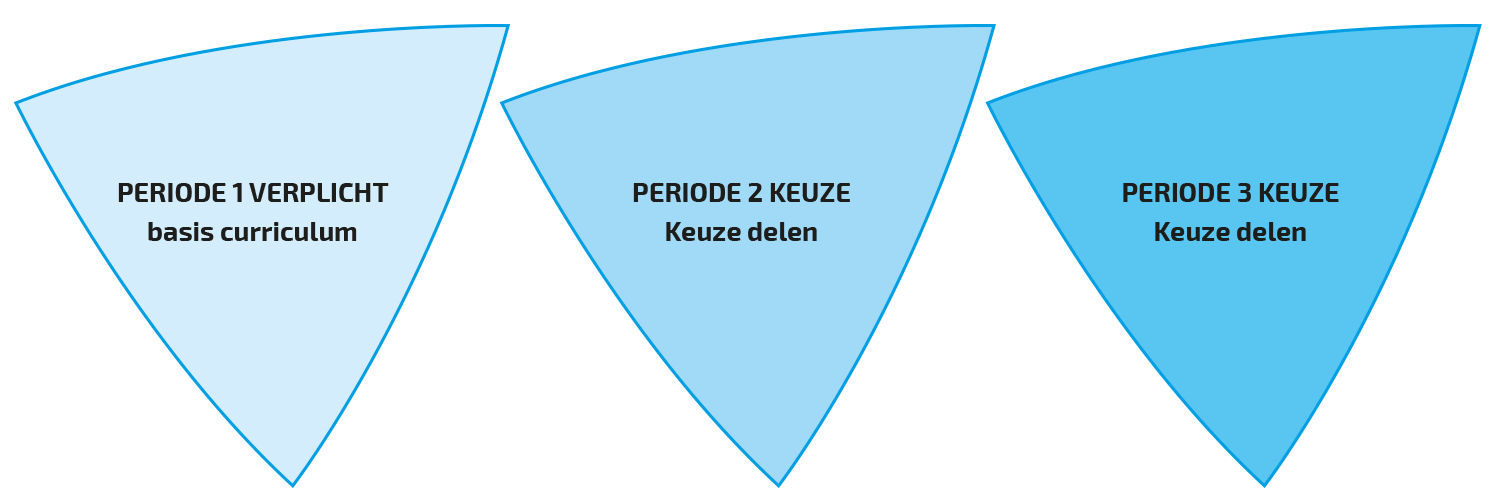 PERIODE 1 VERPLICHT
basis curriculum
PERIODE 2 KEUZE
Keuze delen
PERIODE 3 KEUZE
Keuze delen